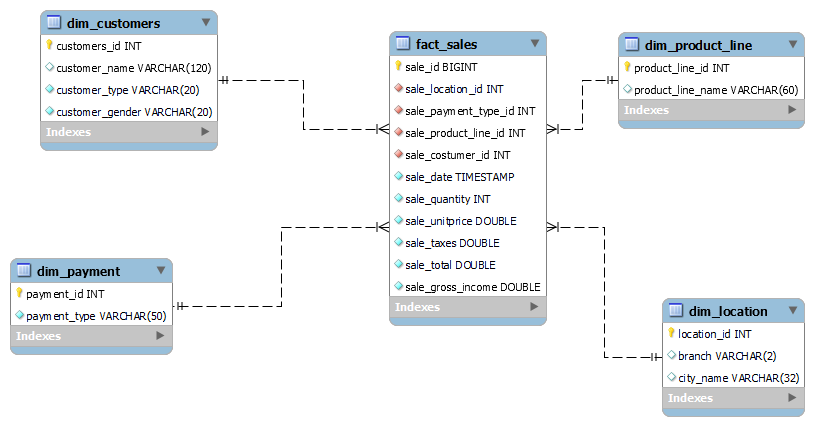 dim_customers
customers_id INT
customer_name VARCHAR(120)
customer_type VARCHAR(20)
customer_gender VARCHAR(20)
Indexes
fact_sales
sale_id BIGINT
sale_location_id INT
sale_payment_type_id INT
sale_product_line_id INT
sale_costumer_id INT
sale_date TIMESTAMP
sale_quantity INT
sale_unitprice DOUBLE
sale_taxes DOUBLE
sale_total DOUBLE
sale_gross_income DOUBLE
Indexes
dim_product_line
product_line_id INT
product_line_name VARCHAR(60)
Indexes
dim_payment
payment_id INT
payment_type VARCHAR(50)
Indexes
dim_location
location_id INT
branch VARCHAR(2)
city_name VARCHAR(32)
Indexes